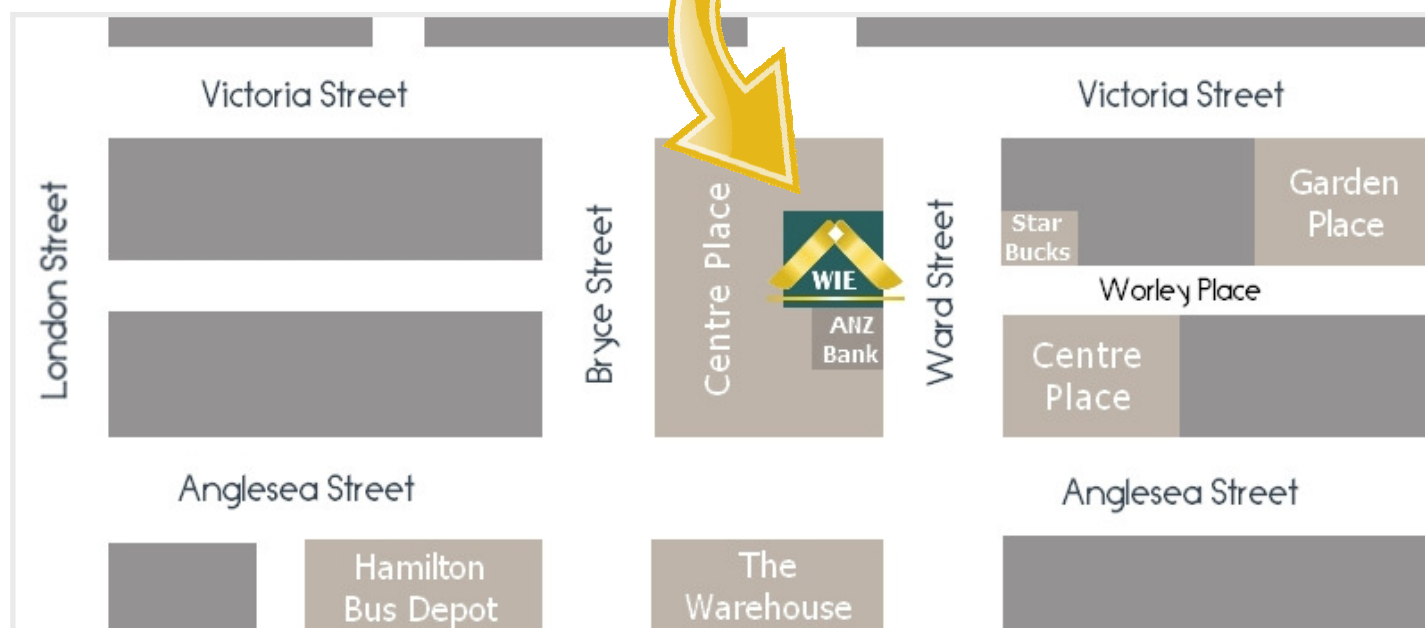 Victoria Street
Victoria Street
London Street
Bryce Street
Centre Place
WIE
ANZ
Bank
Ward Street
Star
Bucks
Garden
Place
Worley Place
Centre
Place
Anglesea Street
Anglesea Street
Hamilton
Bus Depot
The
Warehouse